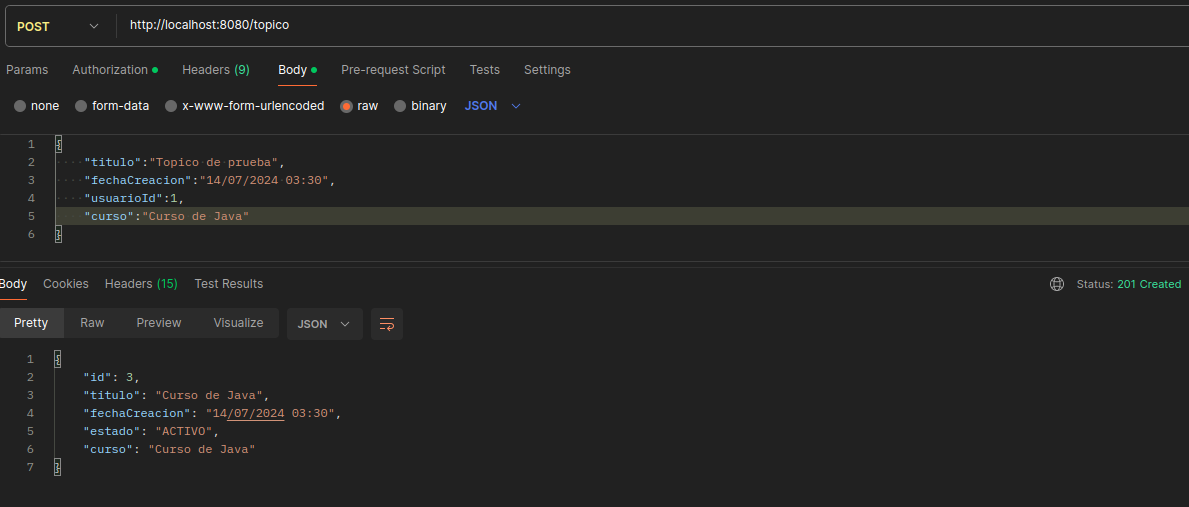 POST http://localhost:8080/topico
Params Authorization Headers (9) Body Pre-request Script Tests Settings
none form-data x-www-form-urlencoded raw binary JSON
1 {
2 "titulo":"Topico de prueba",
3 "fechaCreacion":"14/07/2024 03:30",
4 "usuarioId":1,
5 "curso":"Curso de Java"
6 }
Body Cookies Headers (15) Test Results Status: 201 Created
Pretty Raw Preview Visualize JSON
1 {
2 "id": 3,
3 "titulo": "Curso de Java",
4 "fechaCreacion": "14/07/2024 03:30",
5 "estado": "ACTIVO",
6 "curso": "Curso de Java"
7 }